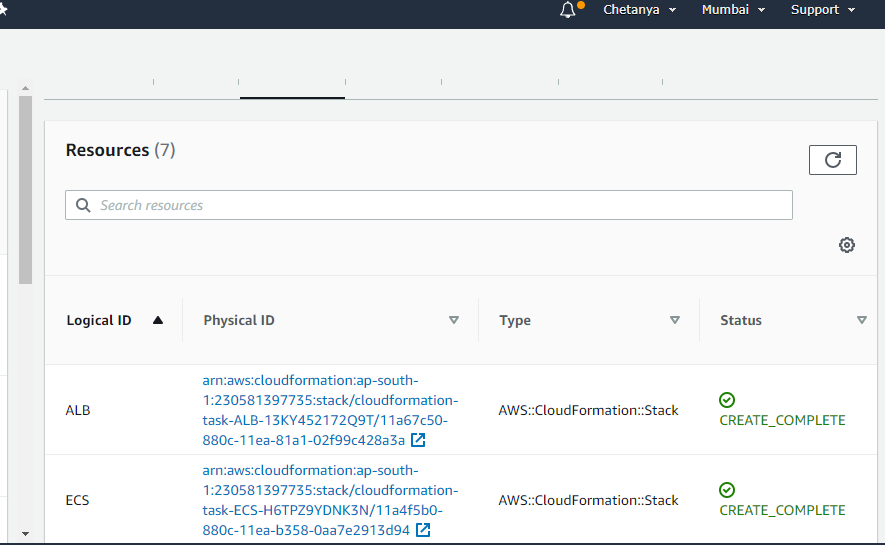 Chetanya Mumbai Support
Resources (7)
Search resources
Logical ID Physical ID Type Status
arn:aws:cloudformation:ap-south-
1:230581397735:stack/cloudformation-
task-ALB-13KY452172Q9T/11a67c50-
880c-11ea-81a1-02f99c428a3a
ALB
AWS::CloudFormation::Stack
CREATE_COMPLETE
arn:aws:cloudformation:ap-south-
1:230581397735:stack/cloudformation-
task-ECS-H6TPZ9YDNK3N/11a4f5b0-
880c-11ea-b358-0aa7e2913d94
ECS
AWS::CloudFormation::Stack
CREATE_COMPLETE